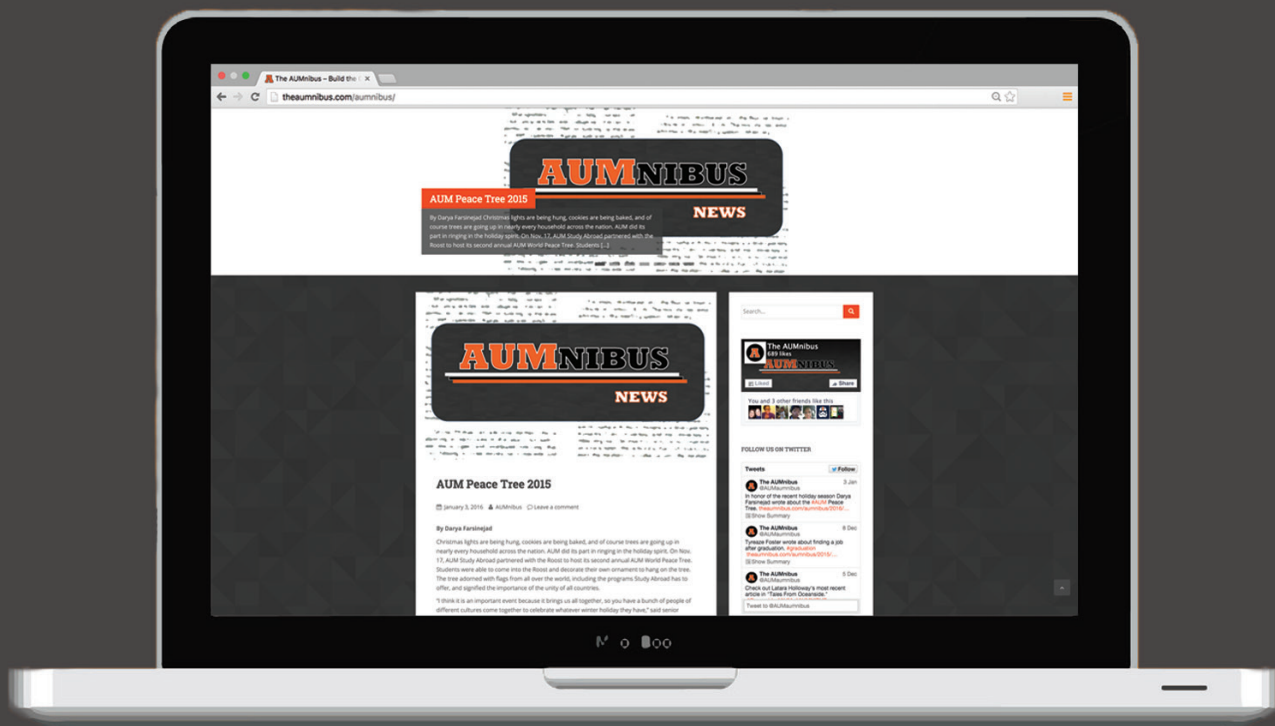 The AUMnibus – Build the
theaumnibus.com/aumnibus/
AUMNIBUS
NEWS
AUM Peace Tree 2015
By Darya Farsinejad Christmas lights are being hung, cookies are being baked, and of
course trees are going up in nearly every household across the nation. AUM did its
part in ringing in the holiday spirit. On Nov. 17, AUM Study Abroad partnered with the
Roost to host its second annual AUM World Peace Tree. Students [...]
AUMNIBUS
NEWS
AUM Peace Tree 2015
January 3, 2016 AUMnibus Leave a comment
By Darya Farsinejad
Christmas lights are being hung, cookies are being baked, and of course trees are going up in
nearly every household across the nation. AUM did its part in ringing in the holiday spirit. On Nov.
17, AUM Study Abroad partnered with the Roost to host its second annual AUM World Peace Tree.
Students were able to come into the Roost and decorate their own ornament to hang on the tree.
The tree adorned with flags from all over the world, including the programs Study Abroad has to
offer, and signified the importance of the unity of all countries.
"I think it is an important event because it brings us all together, so you have a bunch of people of
different cultures come together to celebrate whatever winter holiday they have," said senior
Search...
The AUMnibus
689 likes
AUMNIBUS
Liked Share
You and 3 other friends like this
FOLLOW US ON TWITTER
Tweets Follow
The AUMnibus 3 Jan
@AUMaumnibus
In honor of the recent holiday season Darya
Farsinejad wrote about the #AUM Peace
Tree. theaumnibus.com/aumnibus/2016/...
Show Summary
The AUMnibus 9 Dec
@AUMaumnibus
Tyreaze Foster wrote about finding a job
after graduation. #graduation
theaumnibus.com/aumnibus/2015/...
Show Summary
The AUMnibus 5 Dec
@AUMaumnibus
Check out Latara Holloway's most recent
article in "Tales From Oceanside."
Tweet to @AUMaumnibus